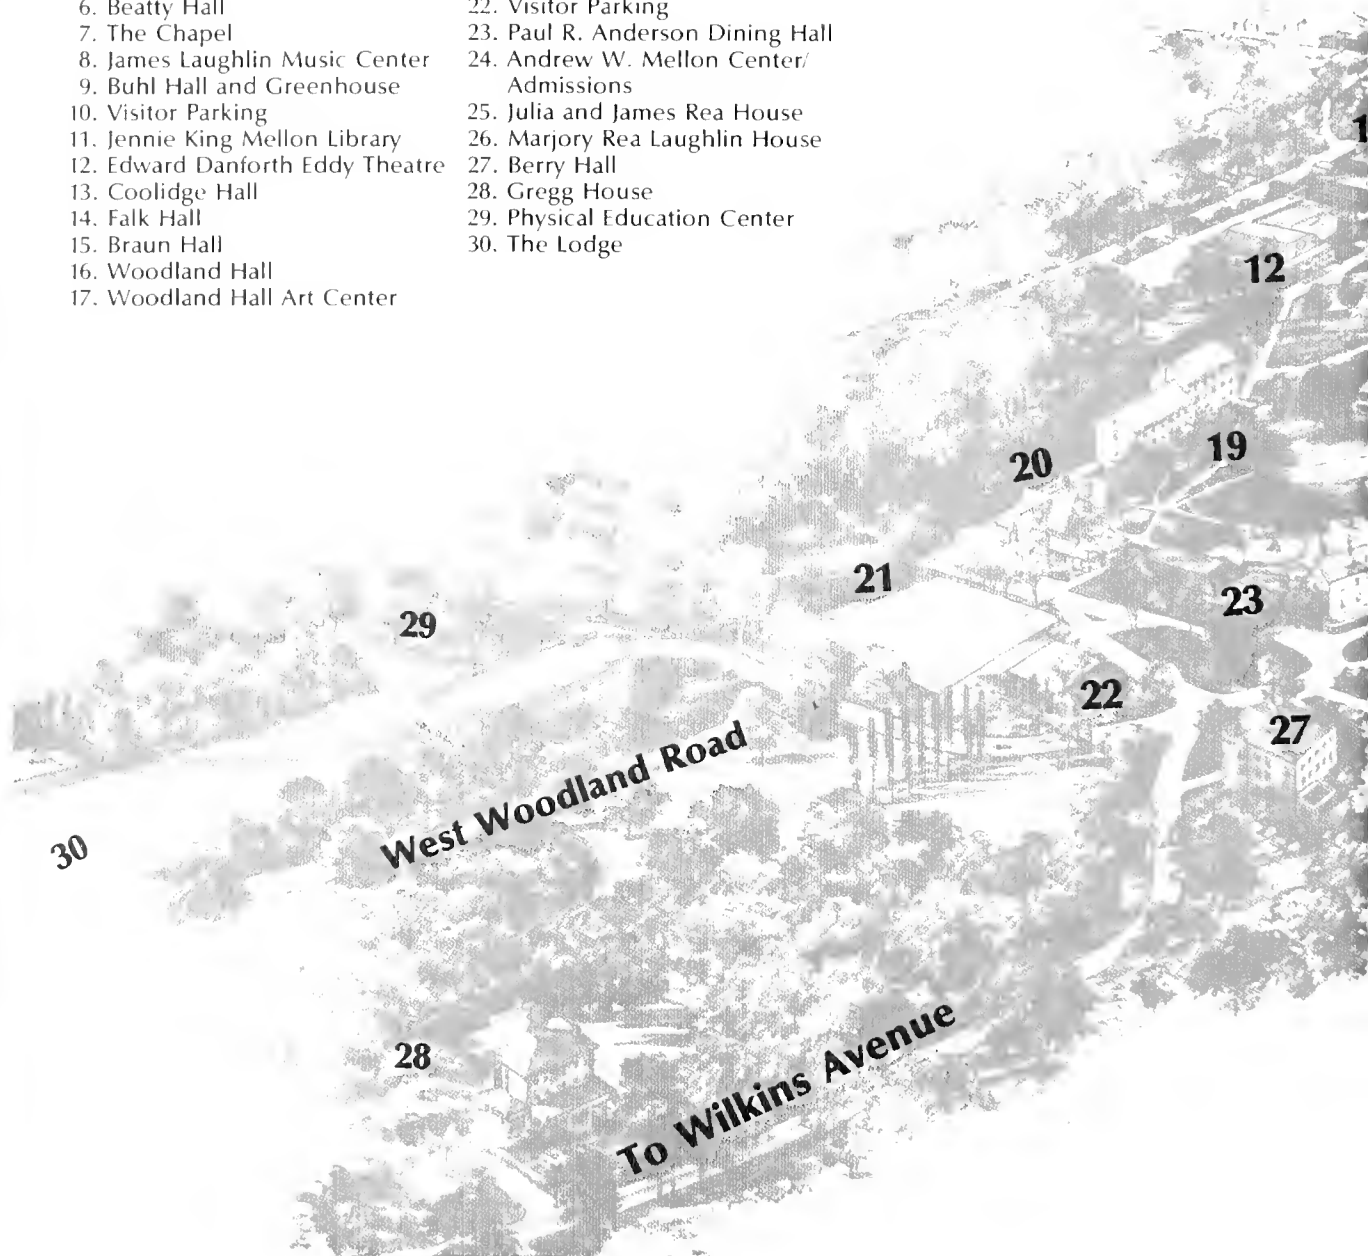 6. Beatty Hall
7. The Chapel
8. James Laughlin Music Center
9. Buhl Hall and Greenhouse
10. Visitor Parking
11. Jennie King Mellon Library
12. Edward Danforth Eddy Theatre
13. Coolidge Hall
14. Falk Hall
15. Braun Hall
16. Woodland Hall
17. Woodland Hall Art Center
22. Visitor Parking
23. Paul R. Anderson Dining Hall
24. Andrew W. Mellon Center/
Admissions
25. Julia and James Rea House
26. Marjory Rea Laughlin House
27. Berry Hall
28. Gregg House
29. Physical Education Center
30. The Lodge
12
19
20
21
23
29
22
27
West Woodland Road
30
28
To Wilkins Avenue